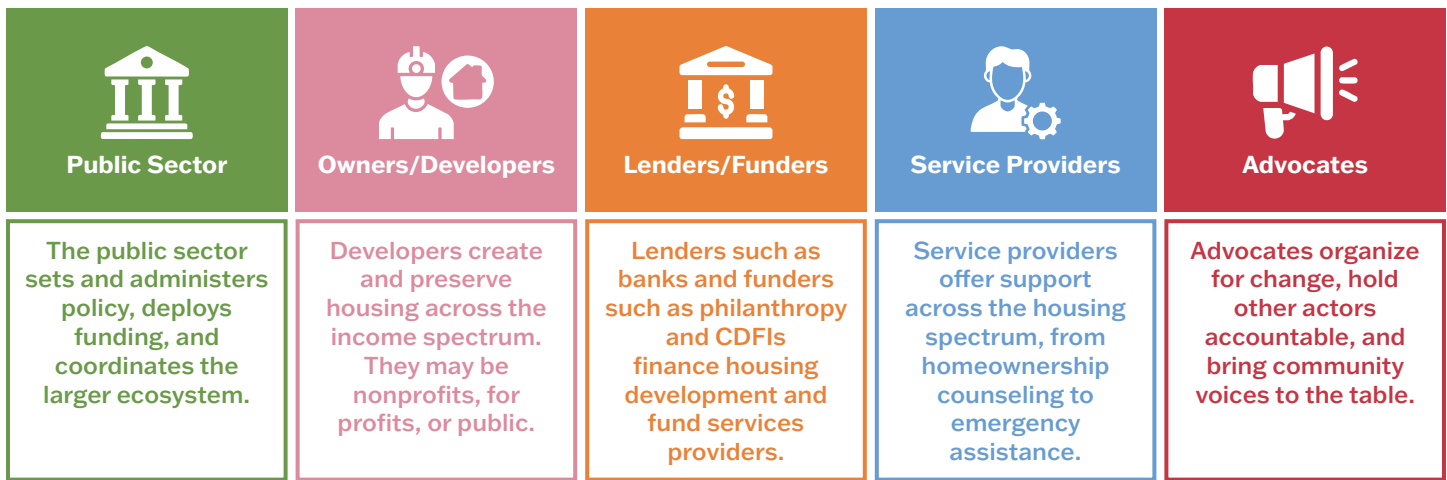 Public Sector
The public sector
sets and administers
policy, deploys
funding, and
coordinates the
larger ecosystem.
Owners/Developers
Developers create
and preserve
housing across the
income spectrum.
They may be
nonprofits, for
profits, or public.
$
Lenders/Funders
Lenders such as
banks and funders
such as philanthropy
and CDFIs
finance housing
development and
fund services
providers.
Service Providers
Service providers
offer support
across the housing
spectrum, from
homeownership
counseling to
emergency
assistance.
Advocates
Advocates organize
for change, hold
other actors
accountable, and
bring community
voices to the table.